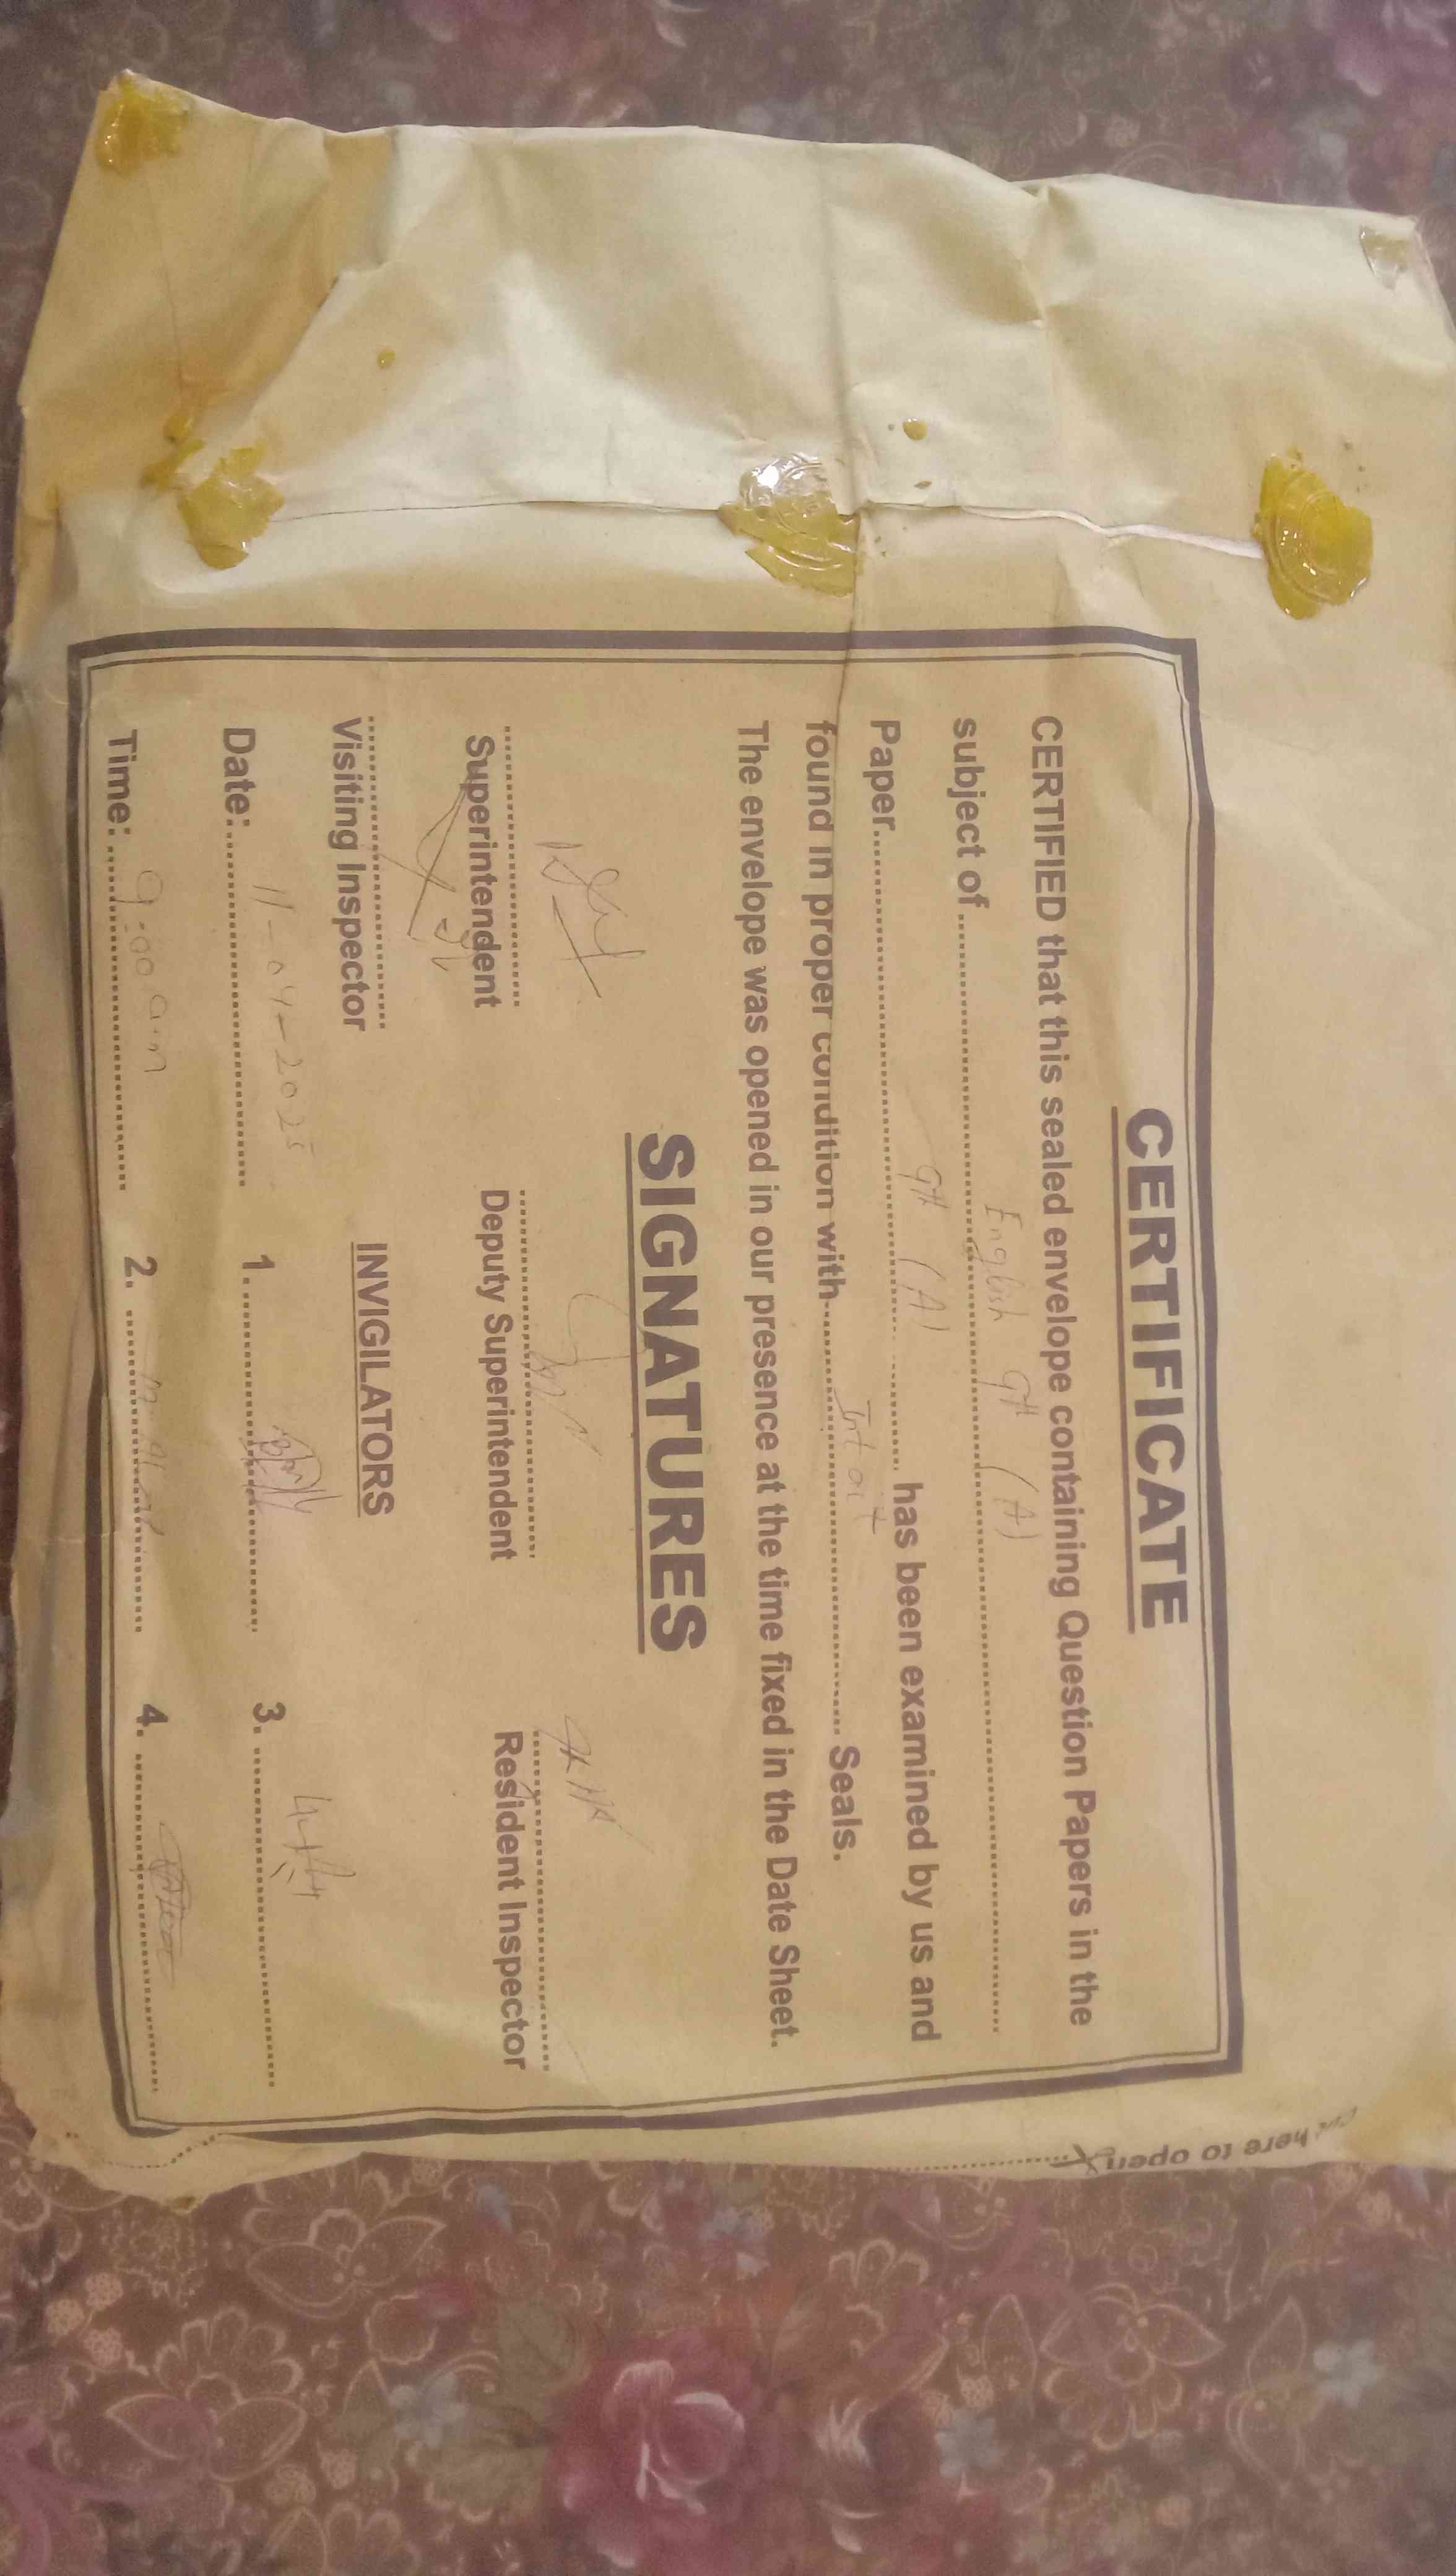 CERTIFICATE
CERTIFIED that this sealed envelope containing Question Papers in the
subject of English 9th (A)
Paper 9th (A) has been examined by us and
found in proper condition with Intact Seals.
The envelope was opened in our presence at the time fixed in the Date Sheet.
SIGNATURES
Superintendent Deputy Superintendent Resident Inspector
Visiting Inspector INVIGILATORS
Date: 11-04-2025 1. 3.
Time: 9:00 a.m 2. 4.
Cut here to open